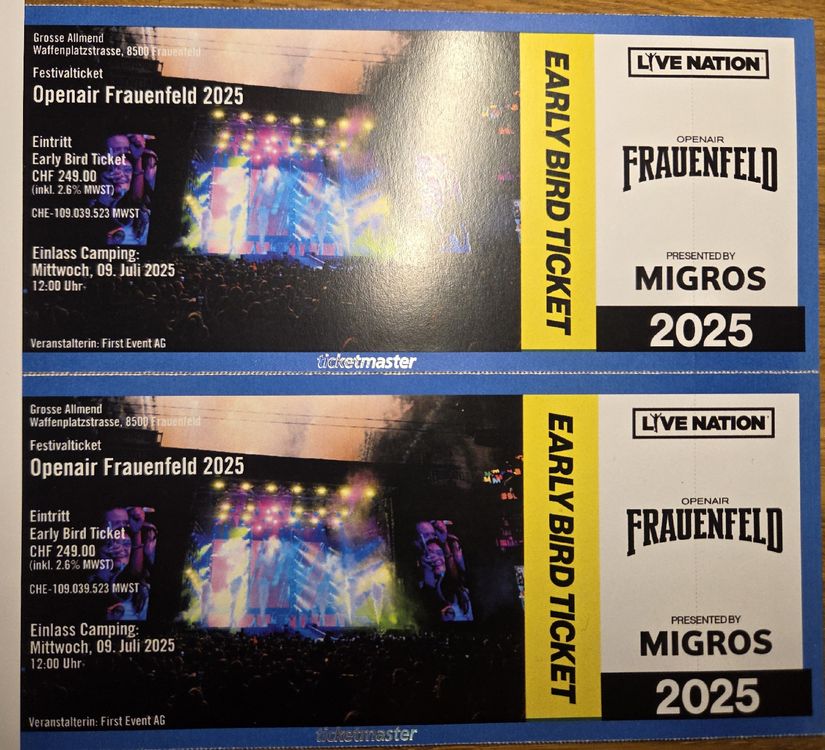 Grosse Allmend
Waffenplatzstrasse, 8500 Frauenfeld
Festivalticket
Openair Frauenfeld 2025
Eintritt
Early Bird Ticket
CHF 249.00
(inkl. 2.6% MWST)
CHE-109.039.523 MWST
Einlass Camping:
Mittwoch, 09. Juli 2025
12:00 Uhr
Veranstalterin: First Event AG
ticketmaster
EARLY BIRD TICKET
LIVE NATION
OPENAIR
FRAUENFELD
PRESENTED BY
MIGROS
2025
Grosse Allmend
Waffenplatzstrasse, 8500 Frauenfeld
Festivalticket
Openair Frauenfeld 2025
Eintritt
Early Bird Ticket
CHF 249.00
(inkl. 2.6% MWST)
CHE-109.039.523 MWST
Einlass Camping:
Mittwoch, 09. Juli 2025
12:00 Uhr
Veranstalterin: First Event AG
ticketmaster
EARLY BIRD TICKET
LIVE NATION
OPENAIR
FRAUENFELD
PRESENTED BY
MIGROS
2025